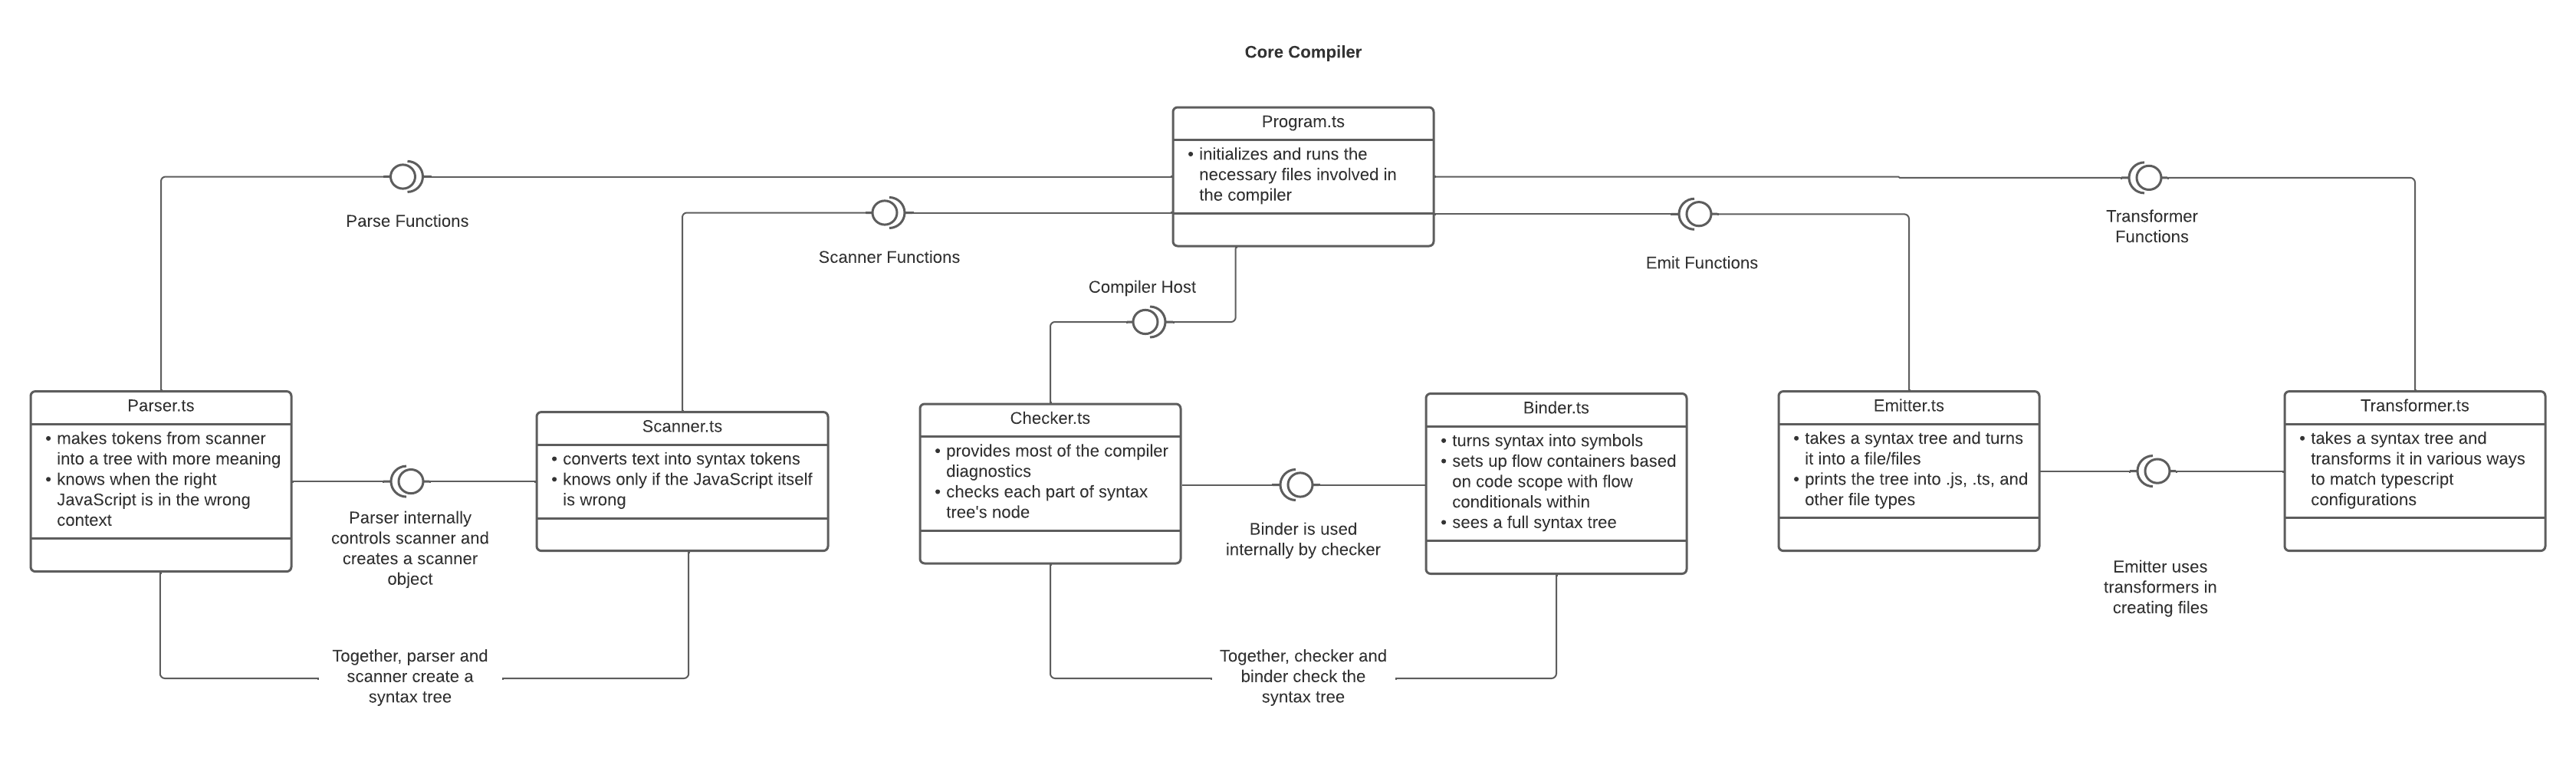 Core Compiler
Program.ts
• initializes and runs the
necessary files involved in
the compiler
Parse Functions
Scanner Functions
Compiler Host
Emit Functions
Transformer
Functions
Parser.ts
• makes tokens from scanner
into a tree with more meaning
• knows when the right
JavaScript is in the wrong
context
Parser internally
controls scanner and
creates a scanner
object
Scanner.ts
• converts text into syntax tokens
• knows only if the JavaScript itself
is wrong
Together, parser and
scanner create a
syntax tree
Checker.ts
• provides most of the compiler
diagnostics
• checks each part of syntax
tree's node
Binder is used
internally by checker
Binder.ts
• turns syntax into symbols
• sets up flow containers based
on code scope with flow
conditionals within
• sees a full syntax tree
Together, checker and
binder check the
syntax tree
Emitter.ts
• takes a syntax tree and turns
it into a file/files
• prints the tree into .js, .ts, and
other file types
Emitter uses
transformers in
creating files
Transformer.ts
• takes a syntax tree and
transforms it in various ways
to match typescript
configurations